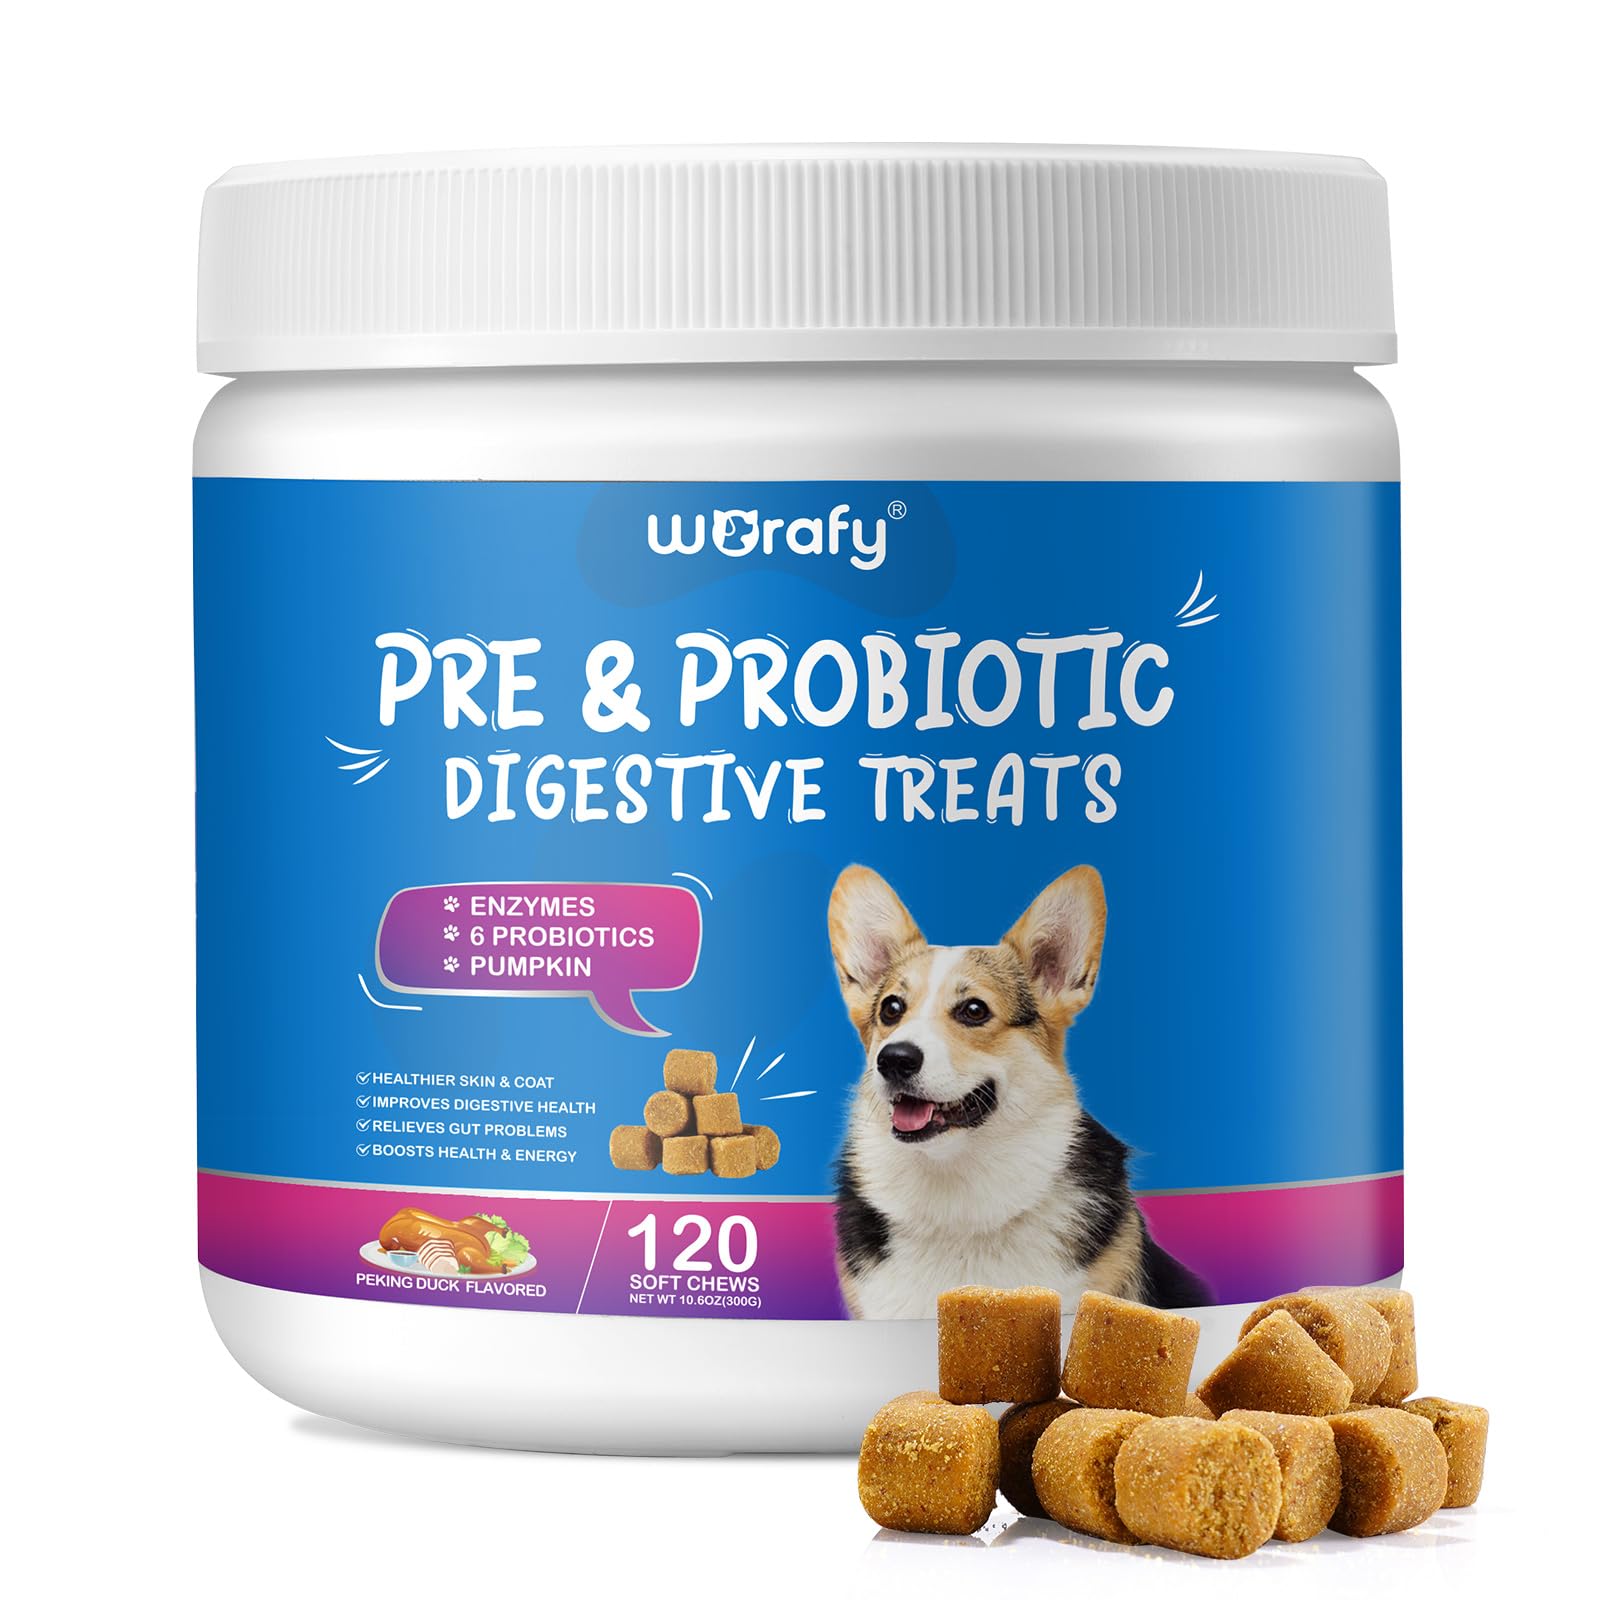 worafy®
PRE & PROBIOTIC
DIGESTIVE TREATS
ENZYMES
6 PROBIOTICS
PUMPKIN
HEALTHIER SKIN & COAT
IMPROVES DIGESTIVE HEALTH
RELIEVES GUT PROBLEMS
BOOSTS HEALTH & ENERGY
PEKING DUCK FLAVORED
120
SOFT CHEWS
NET WT 10.6OZ(300G)